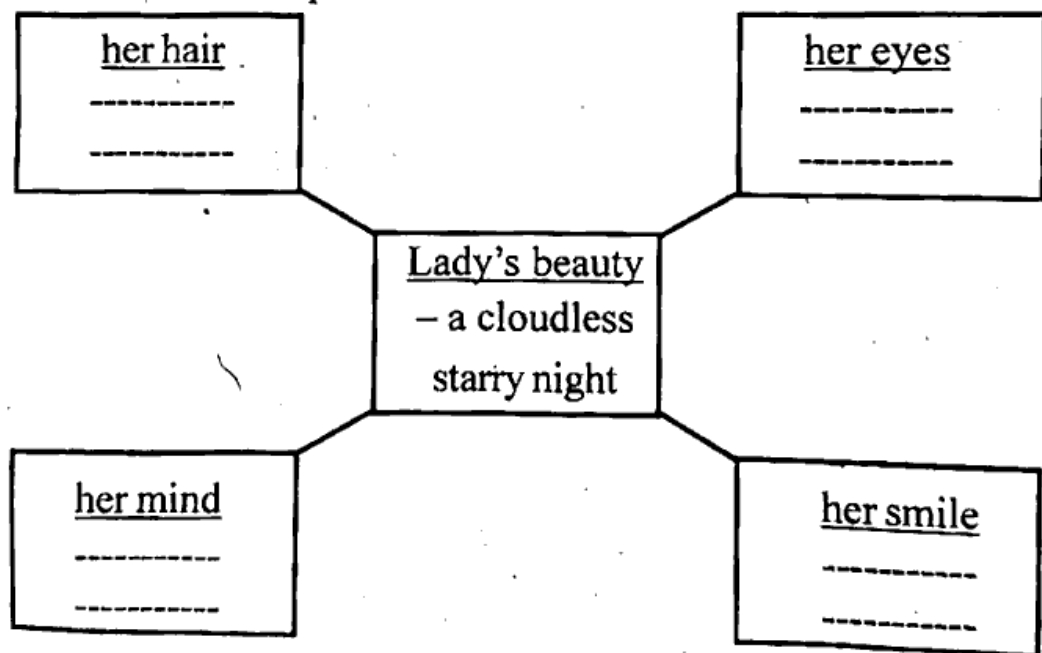 her hair
her eyes
Lady's beauty
– a cloudless
starry night
her mind
her smile